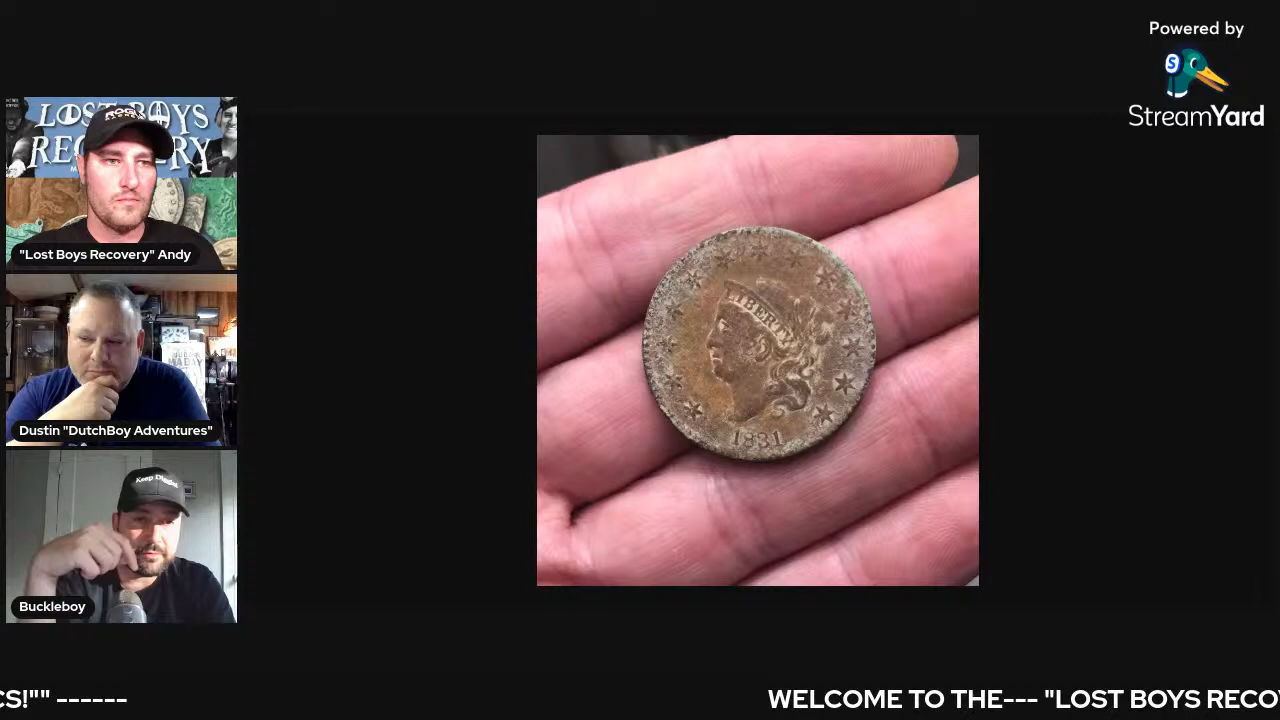 Powered by
S
StreamYard
LOST BOYS
RECOVERY
"Lost Boys Recovery" Andy
Dustin "DutchBoy Adventures"
Keep Diggin'
Buckleboy
LIBERTY
1831
CS!"" ------
WELCOME TO THE--- "LOST BOYS RECO